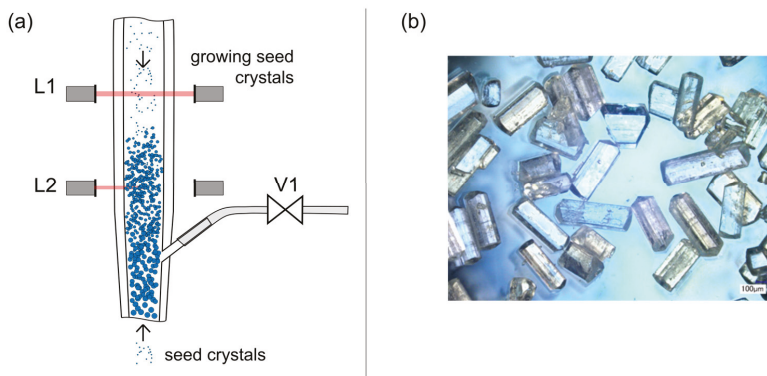 (a)
growing seed
crystals
L1
L2
V1
seed crystals
(b)
100µm